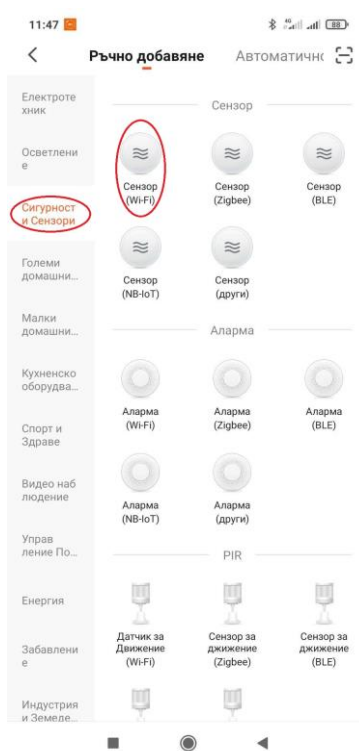 11:47
4G
88
Ръчно добавяне
Автоматичнс
Електроте
хник
Осветлени
е
Сигурност
и Сензори
Големи
домашни...
Малки
домашни...
Кухненско
оборудва...
Спорт и
Здраве
Видео наб
людение
Управ
ление По...
Енергия
Забавлени
е
Индустрия
и Земеде...
Сензор
Сензор
(Wi-Fi)
Сензор
(Zigbee)
Сензор
(BLE)
Сензор
(NB-IoT)
Сензор
(други)
Аларма
Аларма
(Wi-Fi)
Аларма
(Zigbee)
Аларма
(BLE)
Аларма
(NB-IoT)
Аларма
(други)
PIR
Датчик за
Движение
(Wi-Fi)
Сензор за
джижение
(Zigbee)
Сензор за
джижение
(BLE)